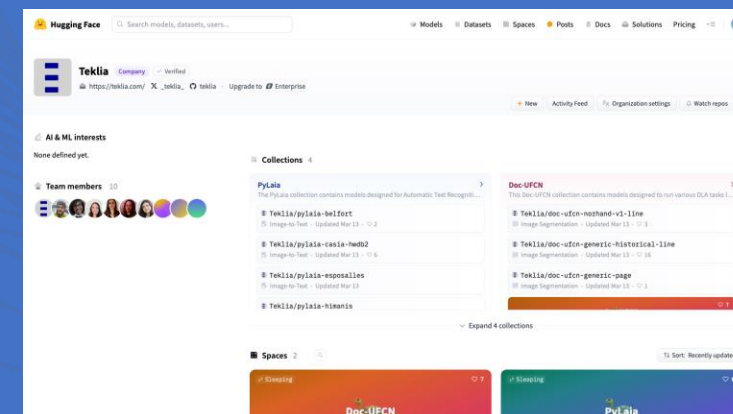 Hugging Face
Search models, datasets, users...
Models
Datasets
Spaces
Posts
Docs
Solutions
Pricing
Teklia Company Verified
https://teklia.com/ _teklia_ teklia Upgrade to Enterprise
+ New
Activity Feed
Organization settings
Watch repos
AI & ML interests
None defined yet.
Team members 10
Collections 4
PyLaia
The PyLaia collection contains models designed for Automatic Text Recogniti...
Teklia/pylaia-belfort
Image-to-Text · Updated Mar 13 · 2
Teklia/pylaia-casia-hwdb2
Image-to-Text · Updated Mar 13 · 6
Teklia/pylaia-esposalles
Image-to-Text · Updated Mar 13
Teklia/pylaia-himanis
Doc-UFCN
This Doc-UFCN collection contains models designed to run various DLA tasks l...
Teklia/doc-ufcn-norhand-v1-line
Image Segmentation · Updated Mar 13 · 3
Teklia/doc-ufcn-generic-historical-line
Image Segmentation · Updated Mar 13 · 16
Teklia/doc-ufcn-generic-page
Image Segmentation · Updated Mar 13 · 1
Expand 4 collections
Spaces 2
Sort: Recently update
Sleeping
7
Doc-UFCN
Sleeping
PyLaia